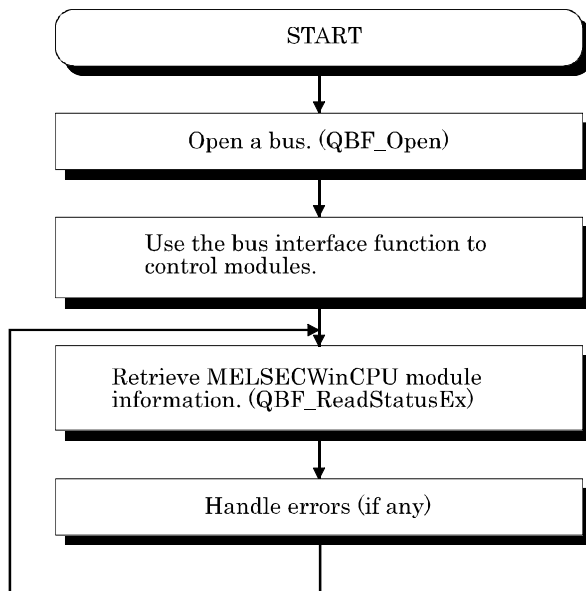 START
Open a bus. (QBF_Open)
Use the bus interface function to
control modules.
Retrieve MELSECWinCPU module
information. (QBF_ReadStatusEx)
Handle errors (if any)